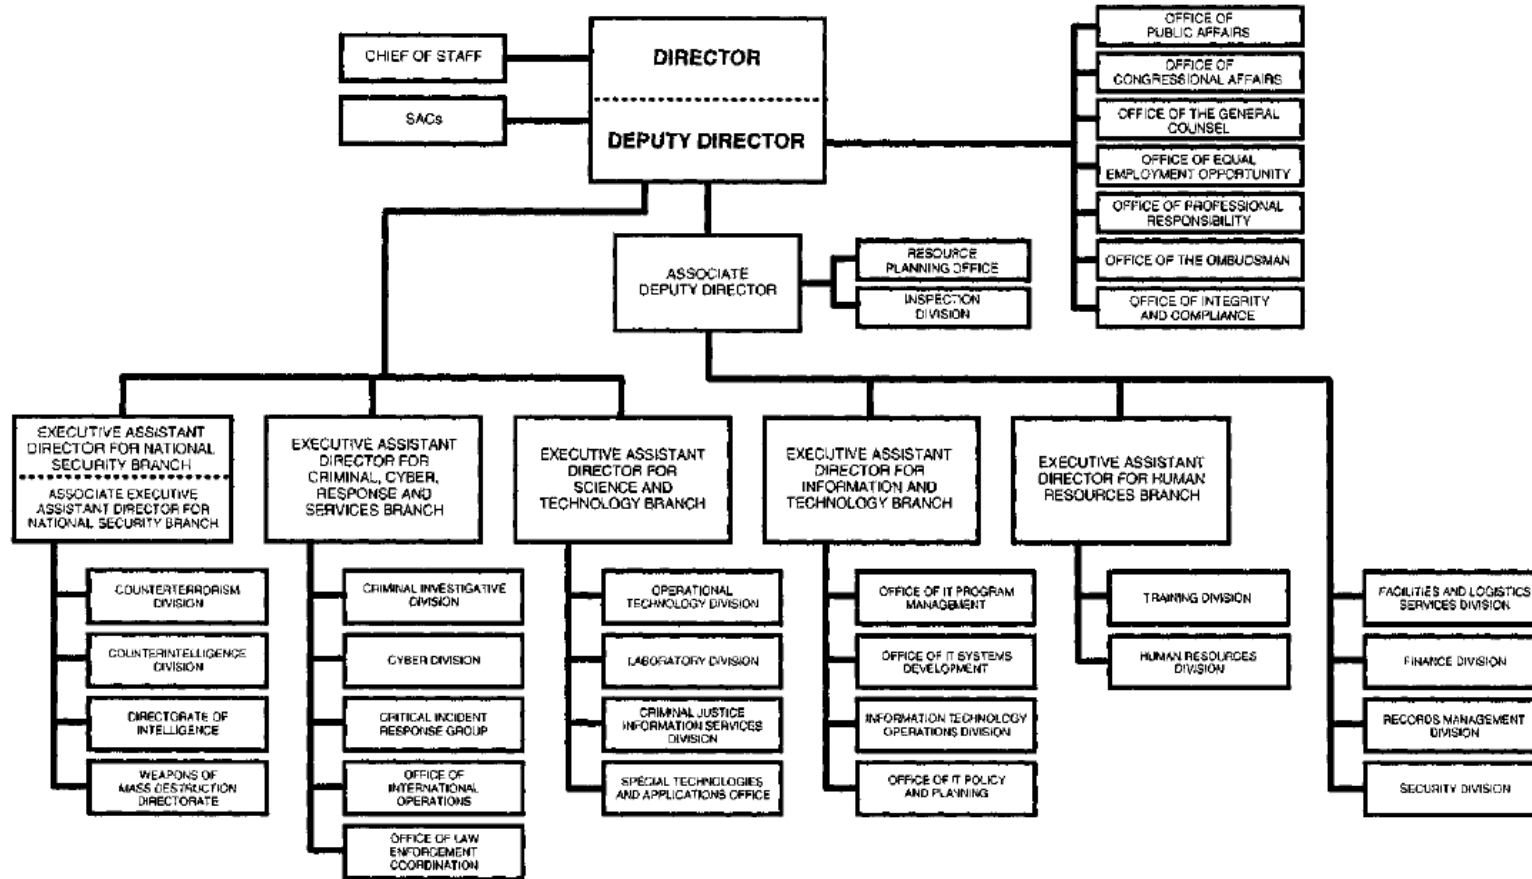 CHIEF OF STAFF
SACs
DIRECTOR
DEPUTY DIRECTOR
OFFICE OF
PUBLIC AFFAIRS
OFFICE OF
CONGRESSIONAL AFFAIRS
OFFICE OF THE GENERAL
COUNSEL
OFFICE OF EQUAL
EMPLOYMENT OPPORTUNITY
OFFICE OF PROFESSIONAL
RESPONSIBILITY
OFFICE OF THE OMBUDSMAN
OFFICE OF INTEGRITY
AND COMPLIANCE
ASSOCIATE
DEPUTY DIRECTOR
RESOURCE
PLANNING OFFICE
INSPECTION
DIVISION
EXECUTIVE ASSISTANT
DIRECTOR FOR NATIONAL
SECURITY BRANCH
ASSOCIATE EXECUTIVE
ASSISTANT DIRECTOR FOR
NATIONAL SECURITY BRANCH
COUNTERTERRORISM
DIVISION
COUNTERINTELLIGENCE
DIVISION
DIRECTORATE OF
INTELLIGENCE
WEAPONS OF
MASS DESTRUCTION
DIRECTORATE
EXECUTIVE ASSISTANT
DIRECTOR FOR
CRIMINAL, CYBER,
RESPONSE AND
SERVICES BRANCH
CRIMINAL INVESTIGATIVE
DIVISION
CYBER DIVISION
CRITICAL INCIDENT
RESPONSE GROUP
OFFICE OF
INTERNATIONAL
OPERATIONS
OFFICE OF LAW
ENFORCEMENT
COORDINATION
EXECUTIVE ASSISTANT
DIRECTOR FOR
SCIENCE AND
TECHNOLOGY BRANCH
OPERATIONAL
TECHNOLOGY DIVISION
LABORATORY DIVISION
CRIMINAL JUSTICE
INFORMATION SERVICES
DIVISION
SPECIAL TECHNOLOGIES
AND APPLICATIONS OFFICE
EXECUTIVE ASSISTANT
DIRECTOR FOR
INFORMATION AND
TECHNOLOGY BRANCH
OFFICE OF IT PROGRAM
MANAGEMENT
OFFICE OF IT SYSTEMS
DEVELOPMENT
INFORMATION TECHNOLOGY
OPERATIONS DIVISION
OFFICE OF IT POLICY
AND PLANNING
EXECUTIVE ASSISTANT
DIRECTOR FOR HUMAN
RESOURCES BRANCH
TRAINING DIVISION
HUMAN RESOURCES
DIVISION
FACILITIES AND LOGISTICS
SERVICES DIVISION
FINANCE DIVISION
RECORDS MANAGEMENT
DIVISION
SECURITY DIVISION